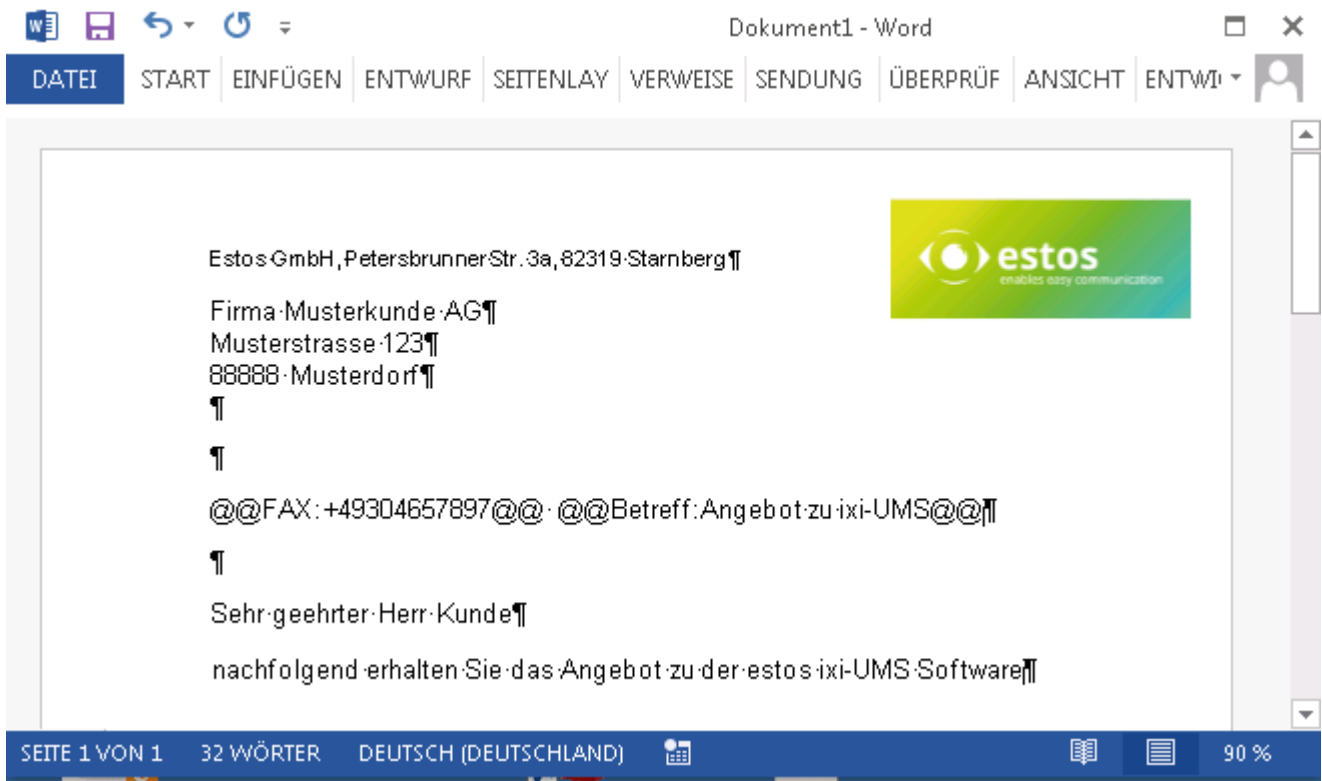 Dokument1 - Word
DATEI START EINFÜGEN ENTWURF SEITENLAY VERWEISE SENDUNG ÜBERPRÜF ANSICHT ENTWI
estos
enables easy communication
Estos·GmbH,·Petersbrunner·Str.·3a,·82319·Starnberg¶
Firma·Musterkunde·AG¶
Musterstrasse·123¶
88888·Musterdorf¶
¶
¶
@@FAX:+49304657897@@·@@Betreff:Angebot·zu·ixi-UMS@@¶
¶
Sehr·geehrter·Herr·Kunde¶
nachfolgend·erhalten·Sie·das·Angebot·zu·der·estos·ixi-UMS·Software¶
SEITE 1 VON 1 32 WÖRTER DEUTSCH (DEUTSCHLAND) 90 %